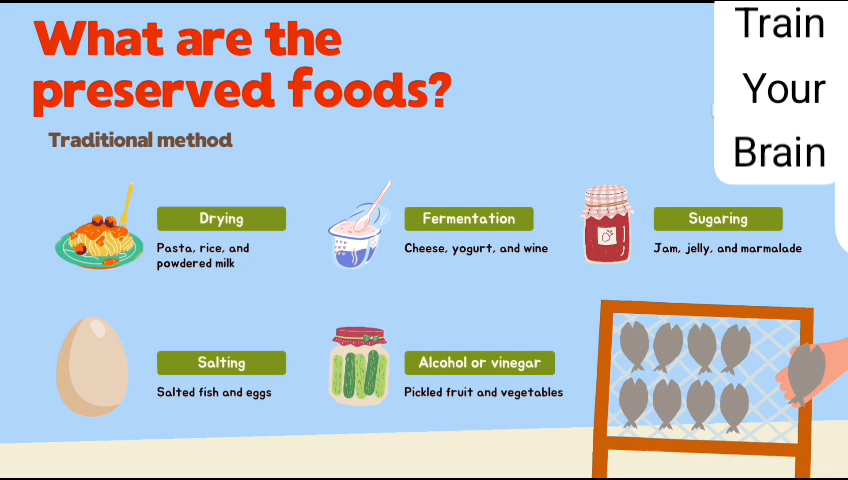 What are the
preserved foods?
Traditional method
Train
Your
Brain
Drying
Pasta, rice, and
powdered milk
Fermentation
Cheese, yogurt, and wine
Sugaring
Jam, jelly, and marmalade
Salting
Salted fish and eggs
Alcohol or vinegar
Pickled fruit and vegetables